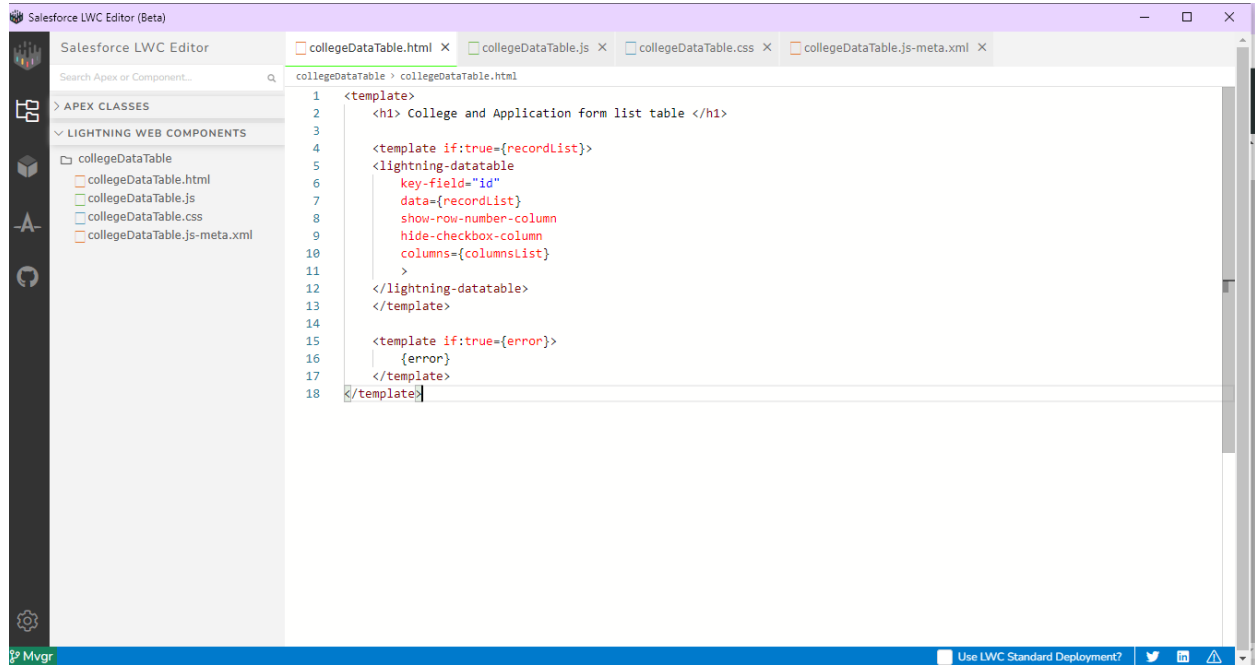 Salesforce LWC Editor (Beta)
Salesforce LWC Editor
Search Apex or Component...
APEX CLASSES
LIGHTNING WEB COMPONENTS
collegeDataTable
collegeDataTable.html
collegeDataTable.js
collegeDataTable.css
collegeDataTable.js-meta.xml
collegeDataTable.html × collegeDataTable.js × collegeDataTable.css × collegeDataTable.js-meta.xml ×
collegeDataTable > collegeDataTable.html
1 <template>
2 <h1> College and Application form list table </h1>
3
4 <template if:true={recordList}>
5 <lightning-datatable
6 key-field="id"
7 data={recordList}
8 show-row-number-column
9 hide-checkbox-column
10 columns={columnsList}
11 >
12 </lightning-datatable>
13 </template>
14
15 <template if:true={error}>
16 {error}
17 </template>
18 </template>
Mvgr
Use LWC Standard Deployment?